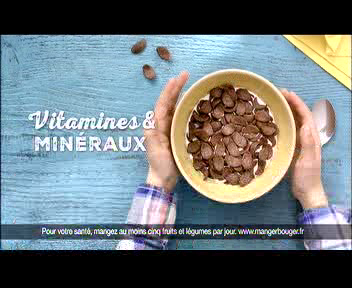 Vitamines &
MINÉRAUX
Pour votre santé, mangez au moins cinq fruits et légumes par jour. www.mangerbouger.fr